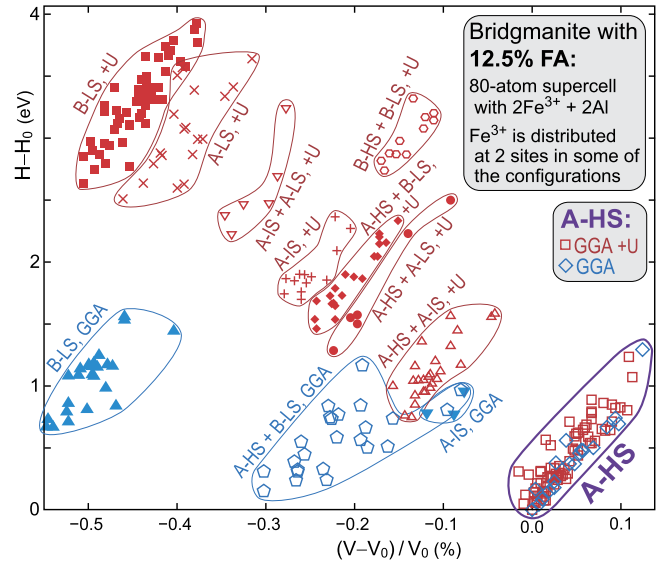 Bridgmanite with
12.5% FA:
80-atom supercell
with 2Fe³⁺ + 2Al
Fe³⁺ is distributed
at 2 sites in some of
the configurations
A-HS:
GGA +U
GGA
B-LS, +U
A-LS, +U
A-IS + A-LS, +U
A-IS, +U
B-HS + B-LS, +U
A-HS + B-LS,
+U
A-HS + A-LS, +U
A-HS + A-IS, +U
B-LS, GGA
A-HS + B-LS, GGA
A-IS, GGA
A-HS
H–H₀ (eV)
4
2
1
0
−0.5
−0.4
−0.3
−0.2
−0.1
0.0
0.1
(V–V₀) / V₀ (%)